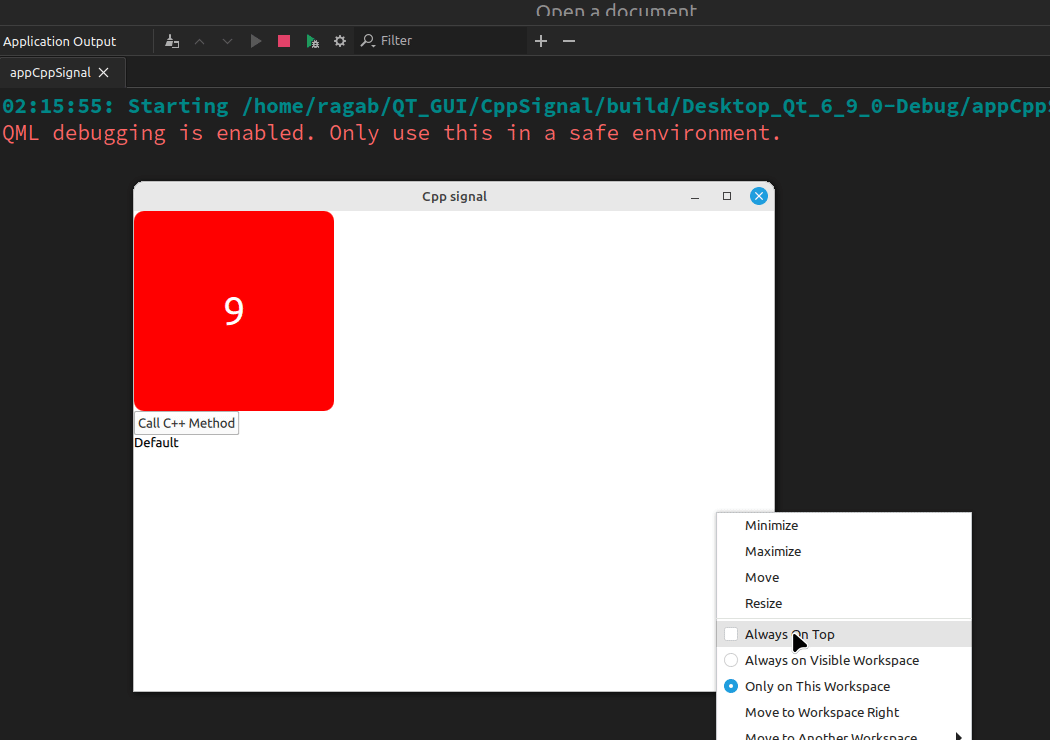 Open a document
Application Output
Filter
appCppSignal
02:15:55: Starting /home/ragab/QT_GUI/CppSignal/build/Desktop_Qt_6_9_0-Debug/appCpp
QML debugging is enabled. Only use this in a safe environment.
Cpp signal
9
Call C++ Method
Default
Minimize
Maximize
Move
Resize
Always On Top
Always on Visible Workspace
Only on This Workspace
Move to Workspace Right
Move to Another Workspace